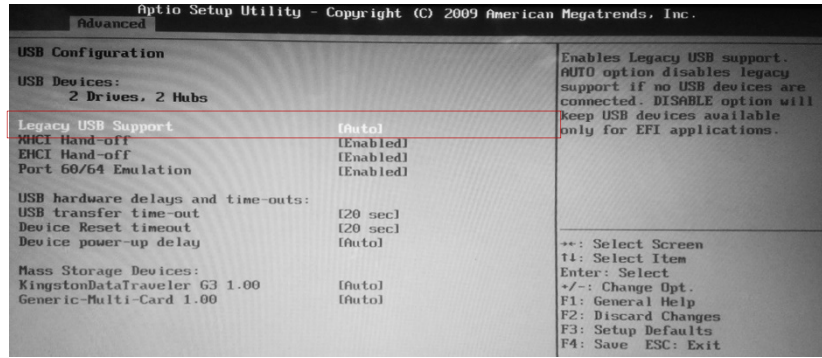 Aptio Setup Utility - Copyright (C) 2009 American Megatrends, Inc.
Advanced
USB Configuration
USB Devices:
2 Drives, 2 Hubs
Legacy USB Support [Auto]
XHCI Hand-off [Enabled]
EHCI Hand-off [Enabled]
Port 60/64 Emulation [Enabled]
USB hardware delays and time-outs:
USB transfer time-out [20 sec]
Device Reset timeout [20 sec]
Device power-up delay [Auto]
Mass Storage Devices:
KingstonDataTraveler G3 1.00 [Auto]
Generic-Multi-Card 1.00 [Auto]
Enables Legacy USB support.
AUTO option disables legacy
support if no USB devices are
connected. DISABLE option will
keep USB devices available
only for EFI applications.
→←: Select Screen
↑↓: Select Item
Enter: Select
+/-: Change Opt.
F1: General Help
F2: Discard Changes
F3: Setup Defaults
F4: Save ESC: Exit